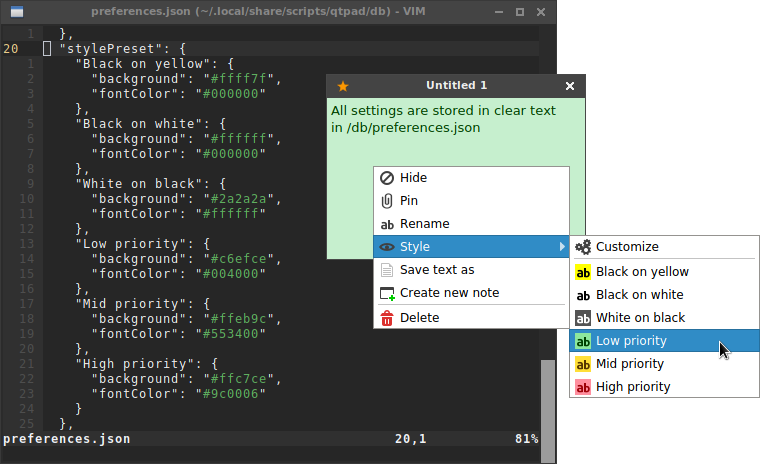 preferences.json (~/.local/share/scripts/qtpad/db) - VIM
1 },
20 "stylePreset": {
1 "Black on yellow": {
2 "background": "#ffff7f",
3 "fontColor": "#000000"
4 },
5 "Black on white": {
6 "background": "#ffffff",
7 "fontColor": "#000000"
8 },
9 "White on black": {
10 "background": "#2a2a2a",
11 "fontColor": "#ffffff"
12 },
13 "Low priority": {
14 "background": "#c6efce",
15 "fontColor": "#004000"
16 },
17 "Mid priority": {
18 "background": "#ffeb9c",
19 "fontColor": "#553400"
20 },
21 "High priority": {
22 "background": "#ffc7ce",
23 "fontColor": "#9c0006"
24 }
25 },
preferences.json 20,1 81%
Untitled 1
All settings are stored in clear text
in /db/preferences.json
Hide
Pin
ab Rename
Style
Save text as
Create new note
Delete
Customize
ab Black on yellow
ab Black on white
ab White on black
ab Low priority
ab Mid priority
ab High priority